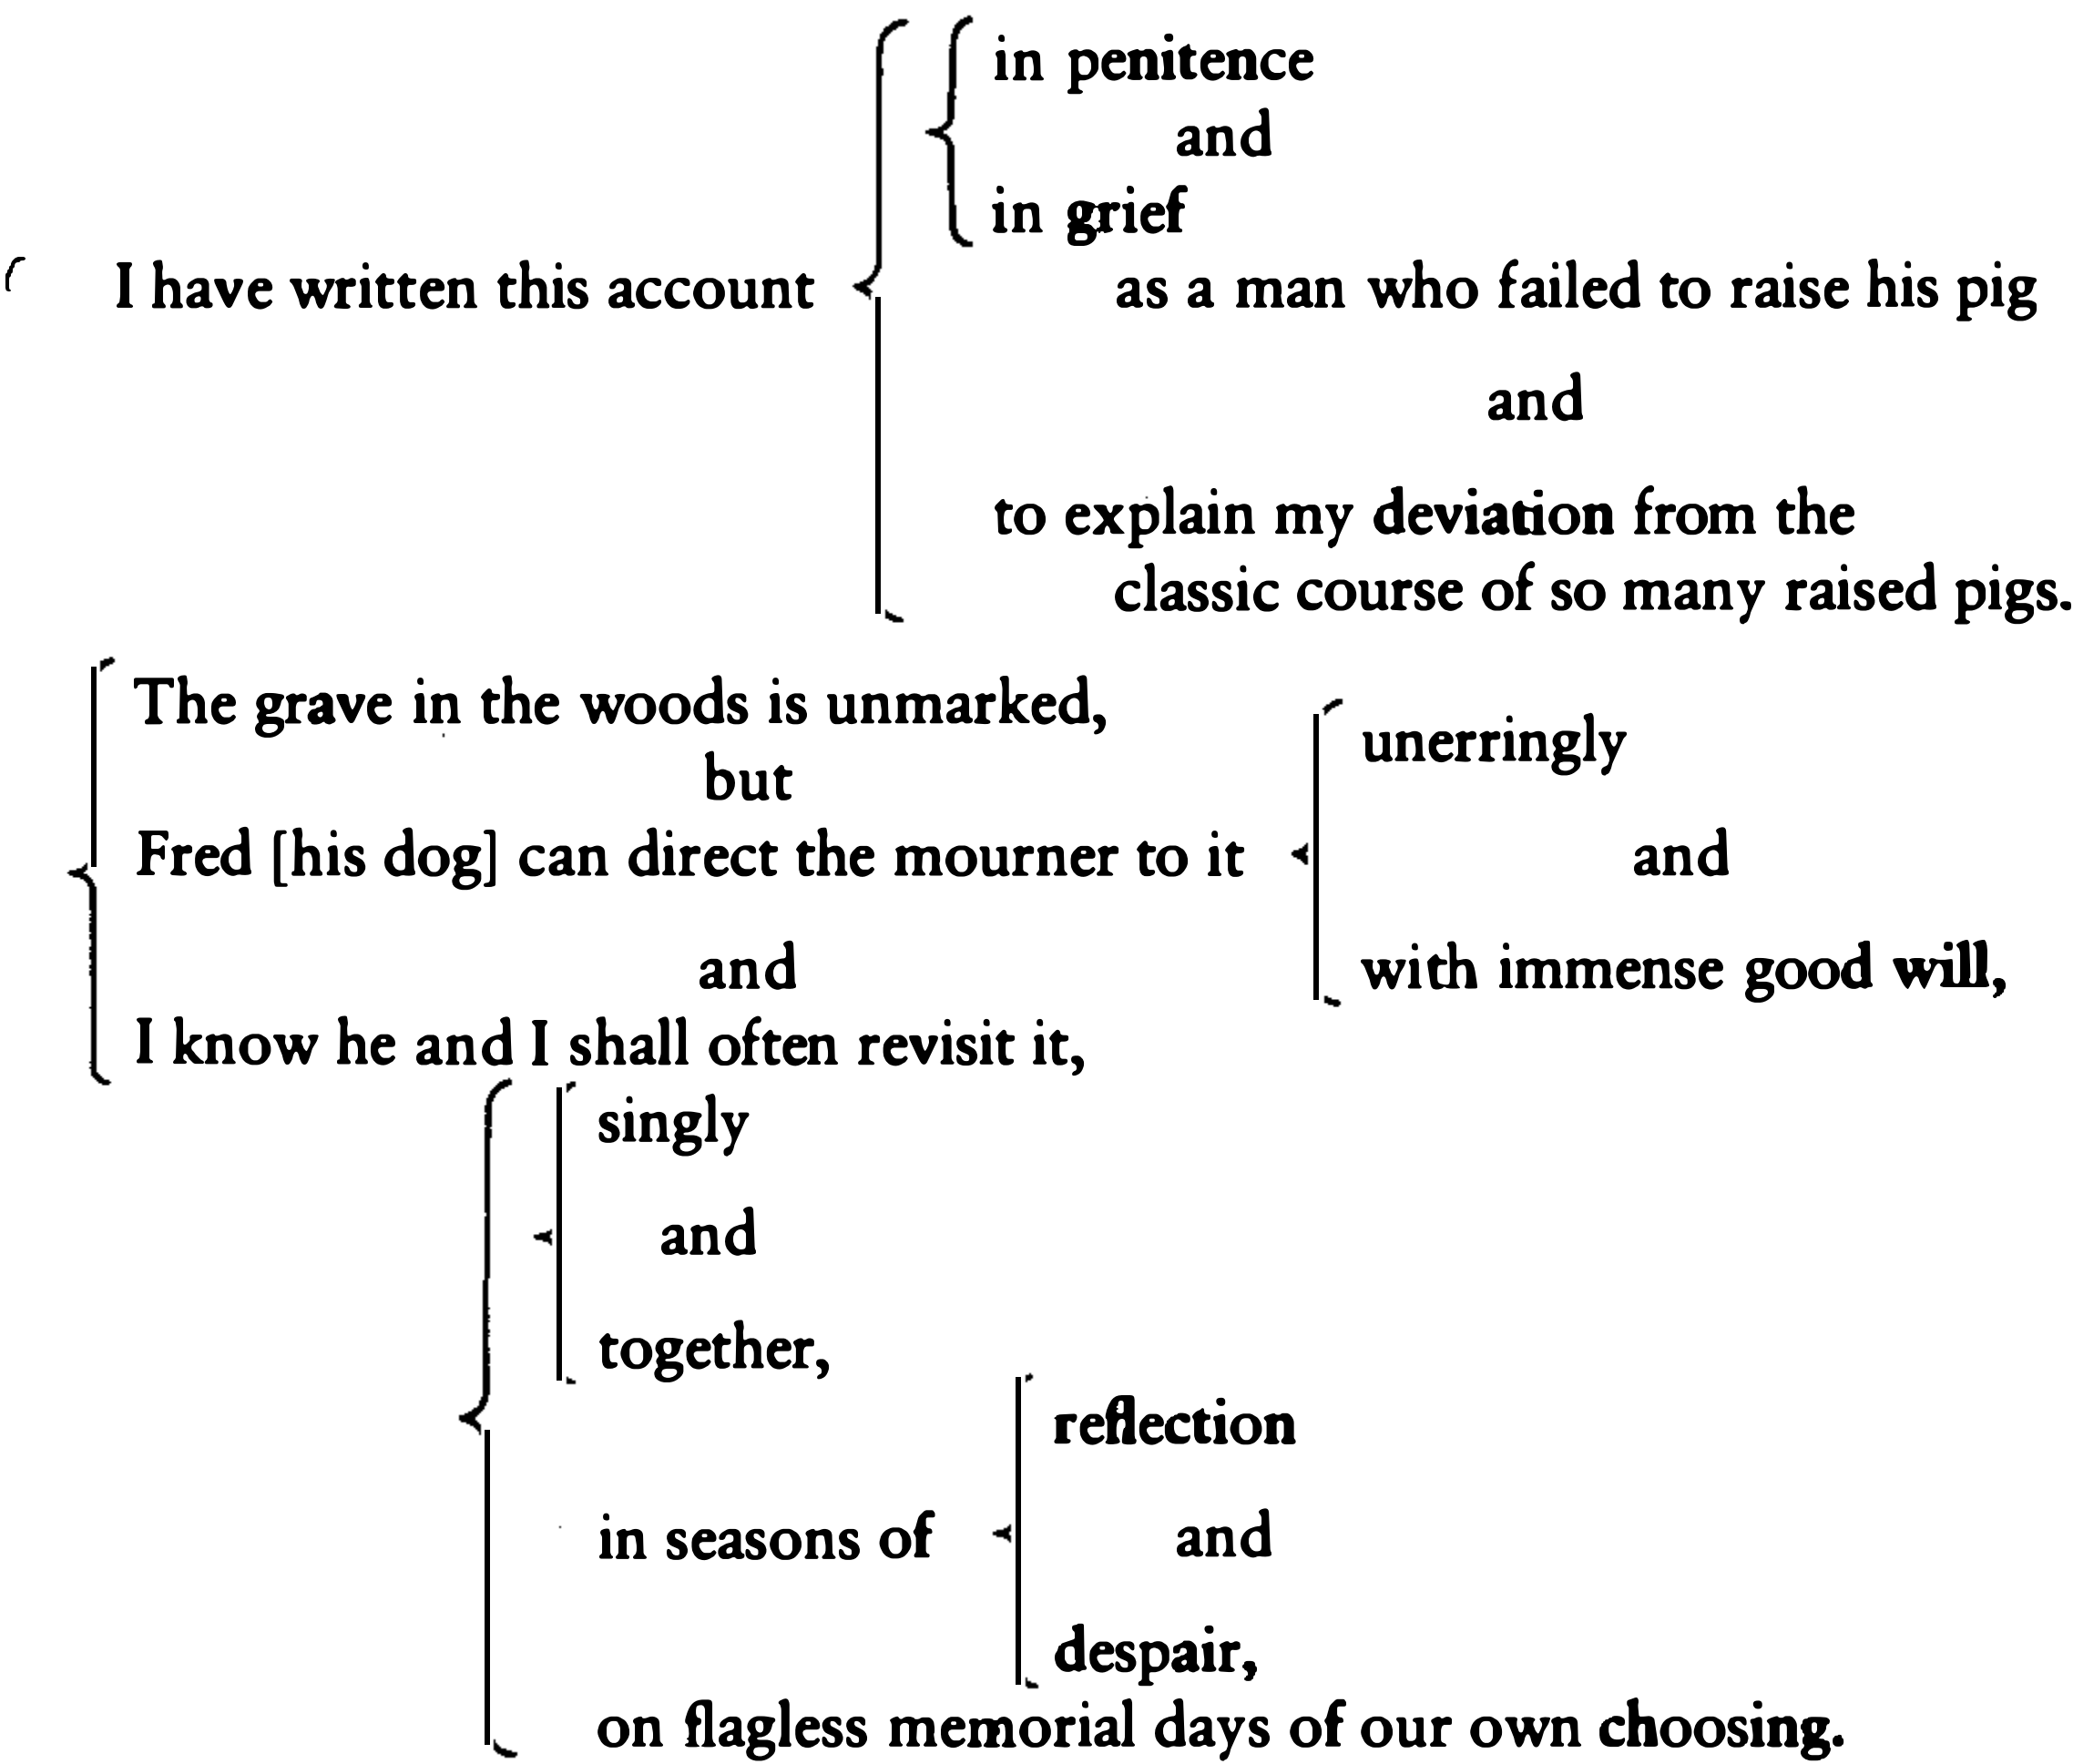 in penitence
and
in grief
I have written this account
as a man who failed to raise his pig
and
to explain my deviation from the
classic course of so many raised pigs.
The grave in the woods is unmarked,
but
Fred [his dog] can direct the mourner to it
unerringly
and
with immense good will,
and
I know he and I shall often revisit it,
singly
and
together,
in seasons of
reflection
and
despair,
on flagless memorial days of our own choosing.